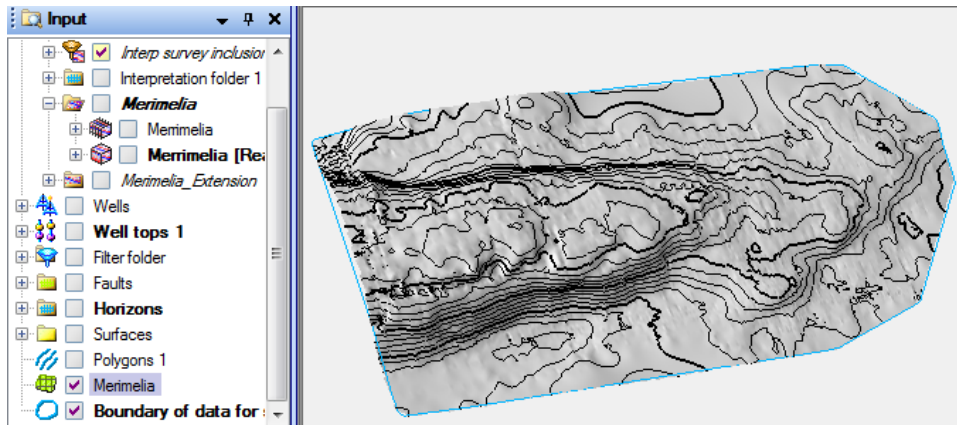 Input
Interp survey inclusion
Interpretation folder 1
Merimelia
Merrimelia
Merrimelia [Rea
Merimelia_Extension
Wells
Well tops 1
Filter folder
Faults
Horizons
Surfaces
Polygons 1
Merimelia
Boundary of data for